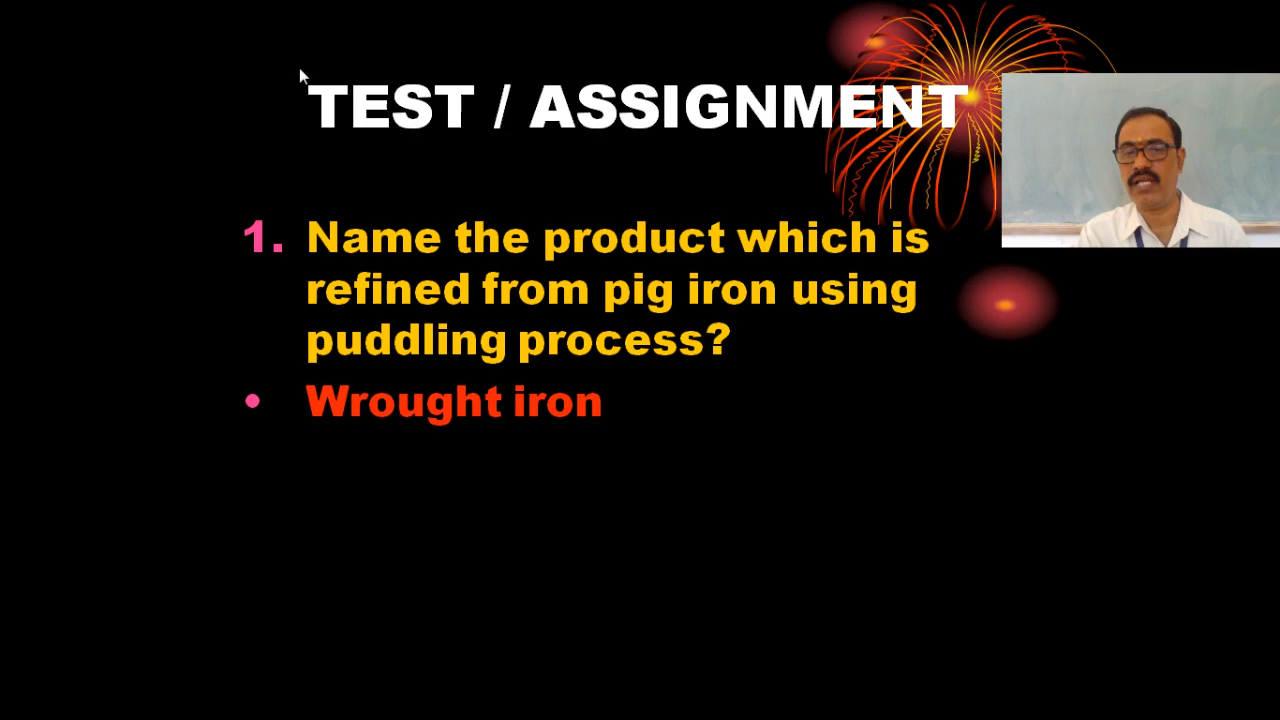 TEST / ASSIGNMENT
1. Name the product which is
refined from pig iron using
puddling process?
• Wrought iron